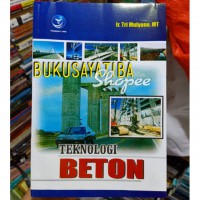 Ir. Tri Mulyono, MT
BUKUSAYATIBA
Shopee
TEKNOLOGI
BETON